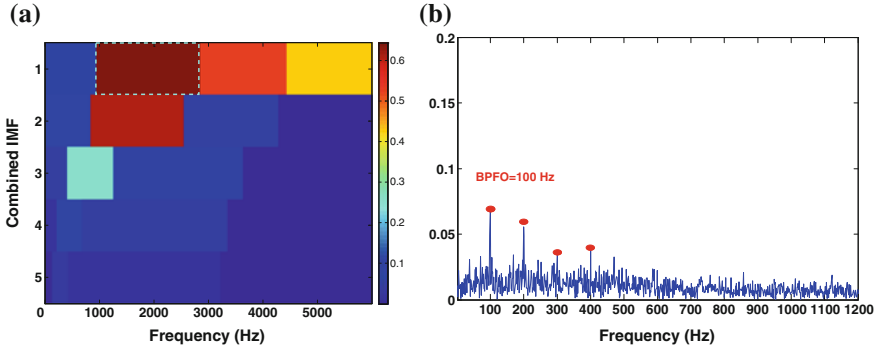 (a)
Combined IMF
1
2
3
4
5
0 1000 2000 3000 4000 5000
Frequency (Hz)
0.6
0.5
0.4
0.3
0.2
0.1
(b)
0.2
0.15
0.1
0.05
0
BPFO=100 Hz
100 200 300 400 500 600 700 800 900 1000 1100 1200
Frequency (Hz)